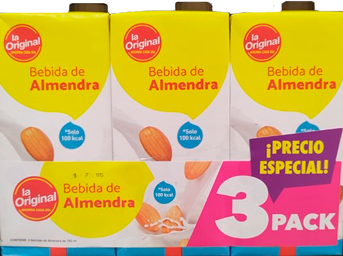 la
Original
la
Original
la
Original
Bebida de
Almendra
Bebida de
Almendra
Bebida de
Almendra
*Solo
100 kcal
*Solo
100 kcal
*Solo
100 kcal
¡PRECIO
ESPECIAL!
la
Original
Bebida de
Almendra
*Solo
100 kcal
3 PACK